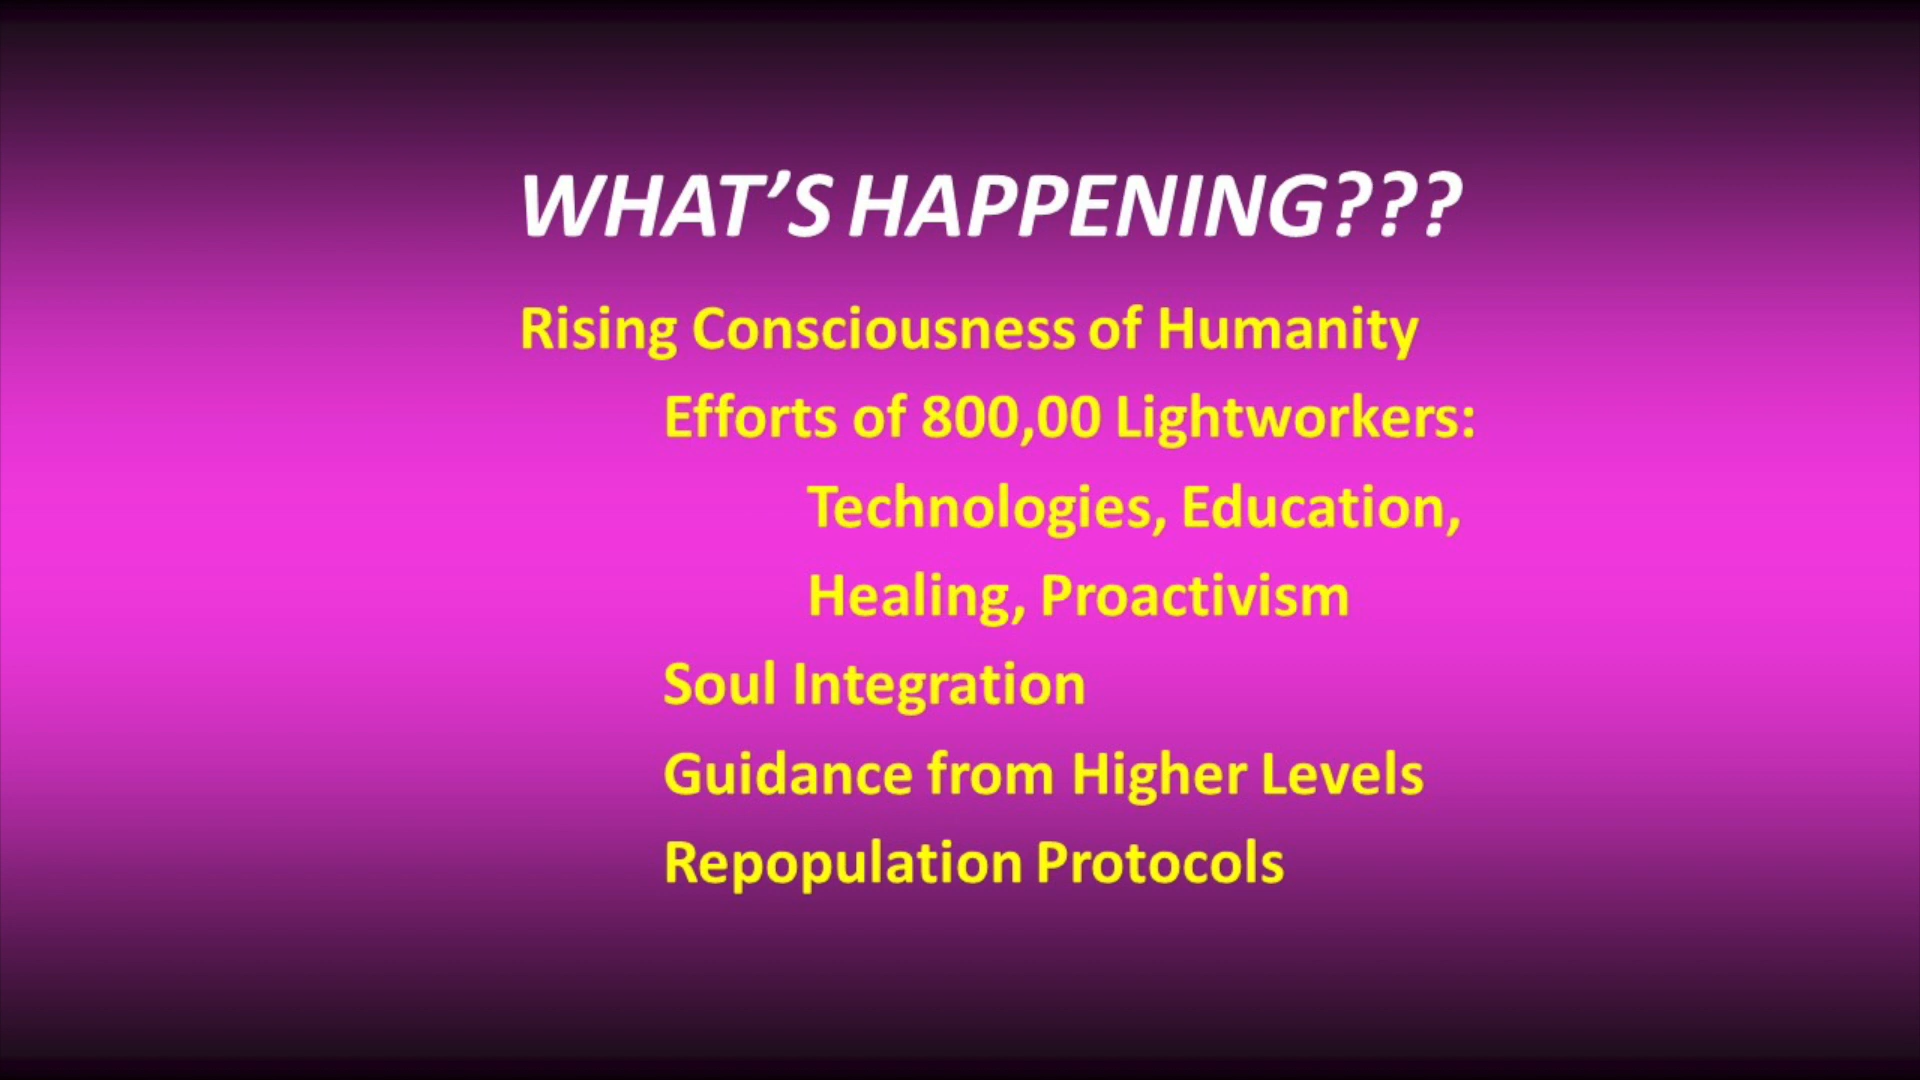 WHAT'S HAPPENING???
Rising Consciousness of Humanity
Efforts of 800,00 Lightworkers:
Technologies, Education,
Healing, Proactivism
Soul Integration
Guidance from Higher Levels
Repopulation Protocols